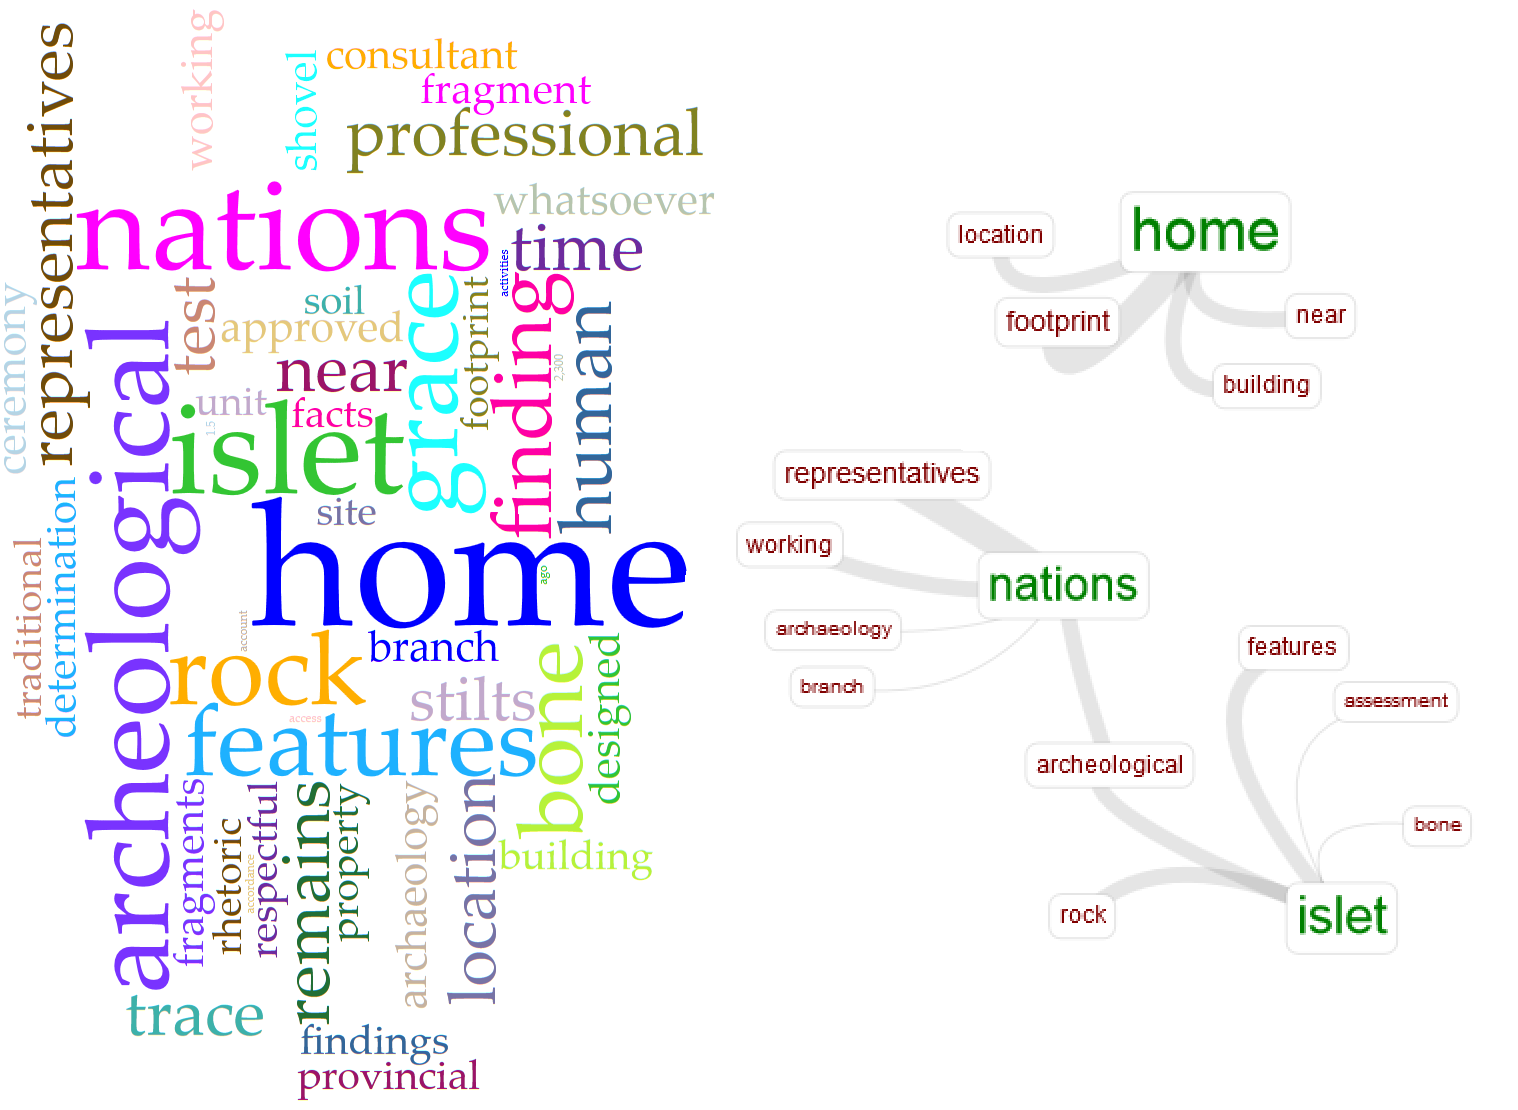 working
shovel
consultant
fragment
professional
representatives
nations
whatsoever
time
activities
ceremony
test
soil
approved
near
grace
footprint
finding
2,300
human
archeological
unit
facts
1.5
islet
site
home
ago
traditional
determination
account
rock
branch
stilts
bone
designed
access
features
fragments
rhetoric
accordance
respectful
remains
property
archaeology
location
building
trace
findings
provincial
home
location
footprint
near
building
representatives
working
nations
archaeology
branch
features
assessment
archeological
bone
rock
islet